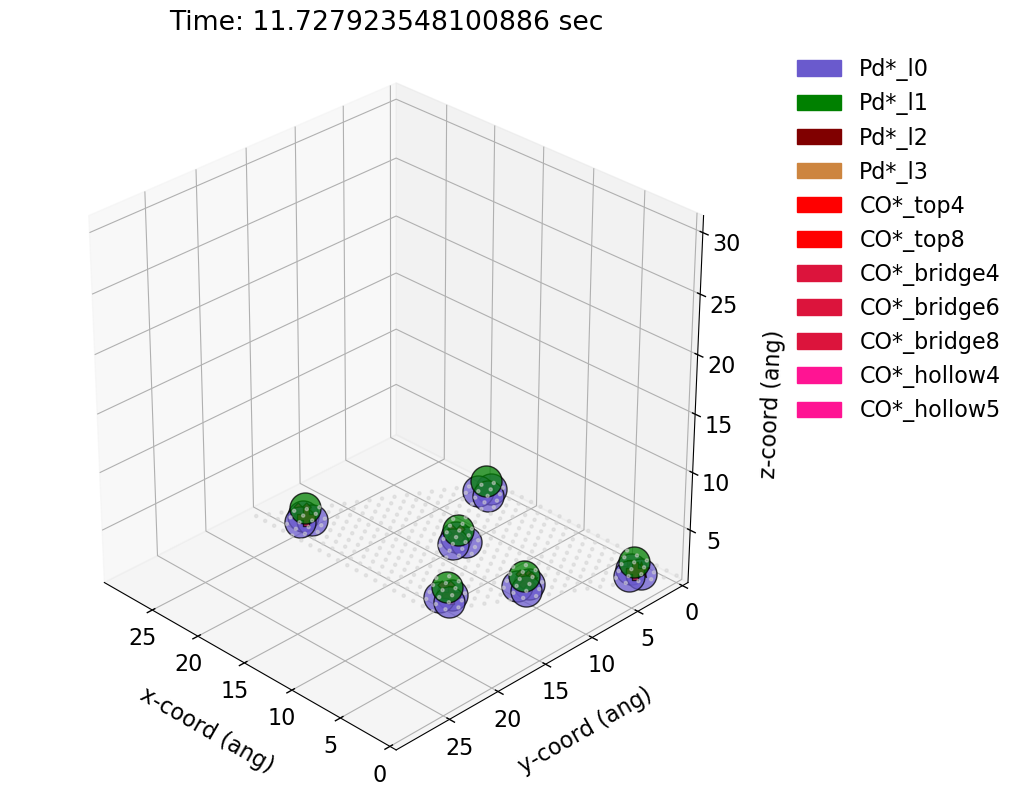 Time: 11.727923548100886 sec
Pd*_l0
Pd*_l1
Pd*_l2
Pd*_l3
CO*_top4
CO*_top8
CO*_bridge4
CO*_bridge6
CO*_bridge8
CO*_hollow4
CO*_hollow5
30
25
20
15
10
5
z-coord (ang)
25
20
15
10
5
0
x-coord (ang)
0
5
10
15
20
25
y-coord (ang)